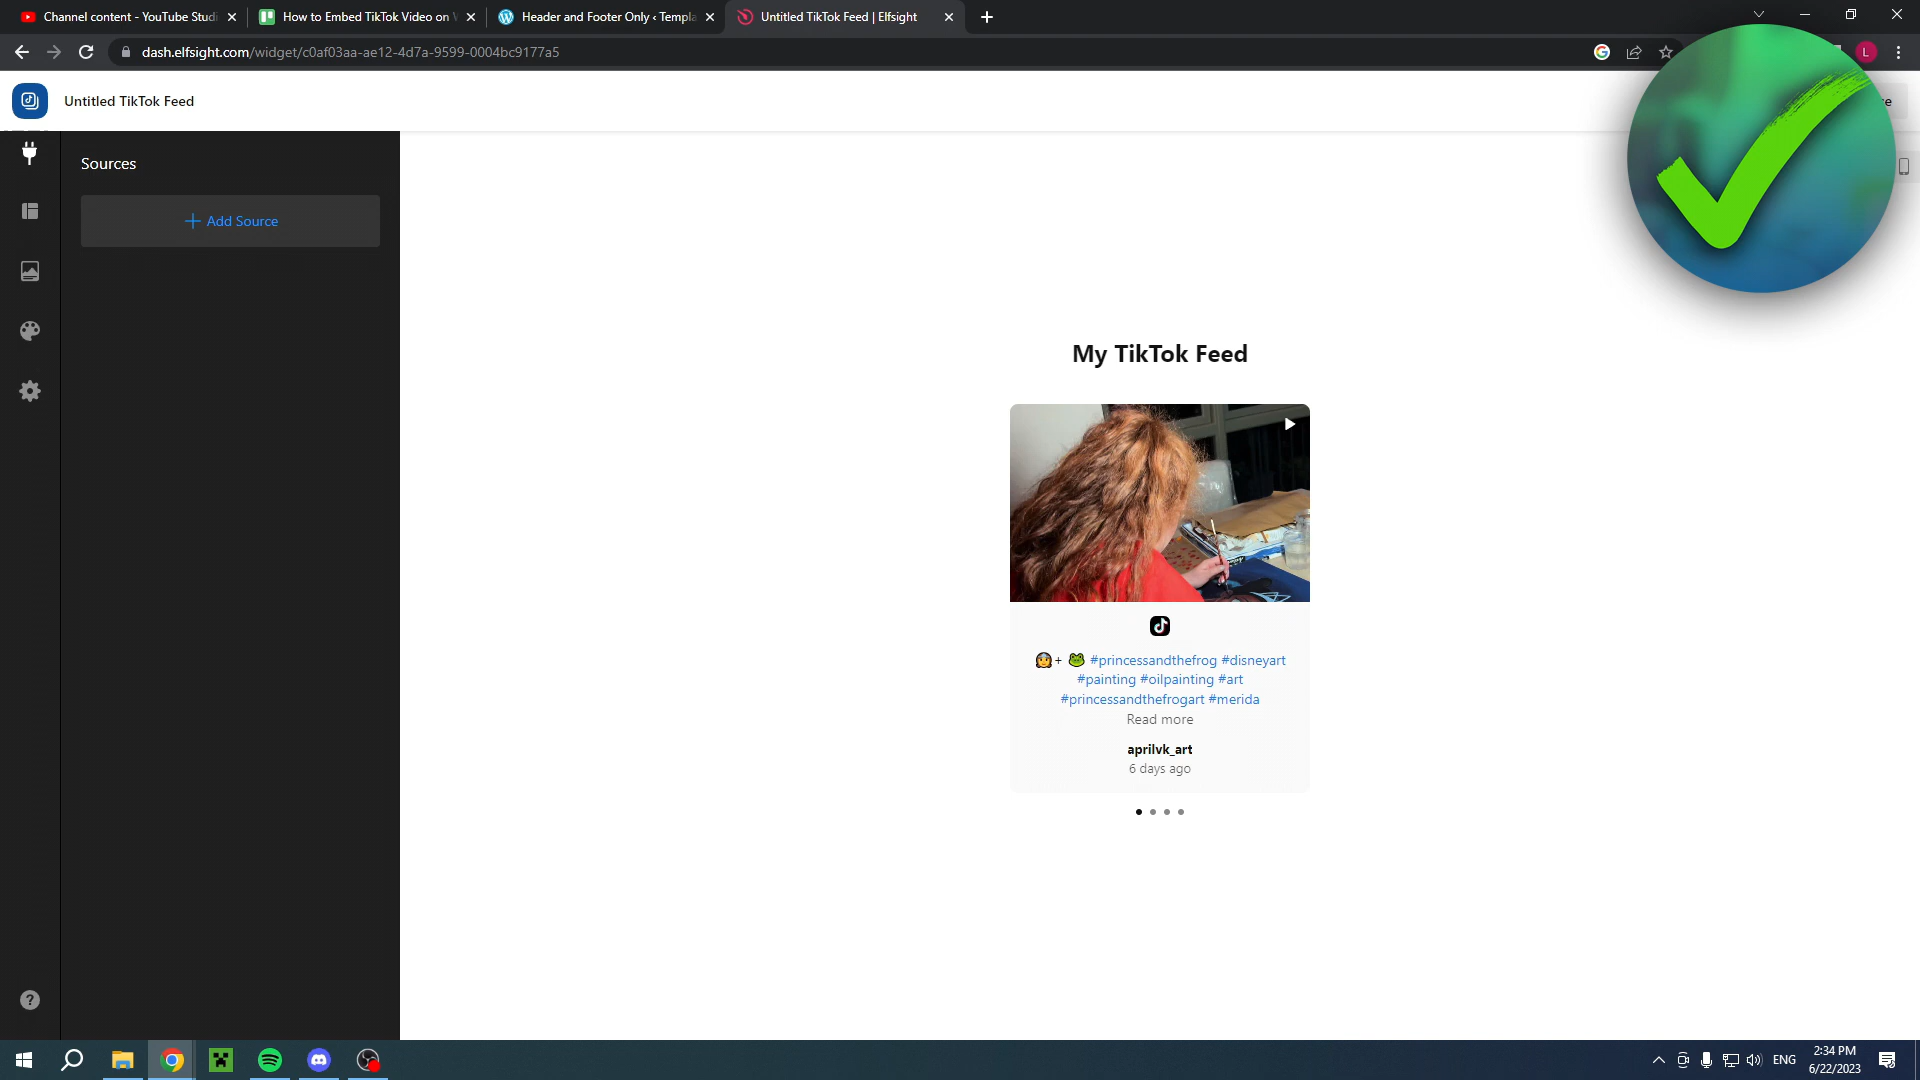 Channel content - YouTube Studi
How to Embed TikTok Video on
Header and Footer Only ‹ Templa
Untitled TikTok Feed | Elfsight
dash.elfsight.com/widget/c0af03aa-ae12-4d7a-9599-0004bc9177a5
L
Untitled TikTok Feed
Sources
+ Add Source
My TikTok Feed
+ #princessandthefrog #disneyart
#painting #oilpainting #art
#princessandthefrogart #merida
Read more
aprilvk_art
6 days ago
?
ENG
2:34 PM
6/22/2023